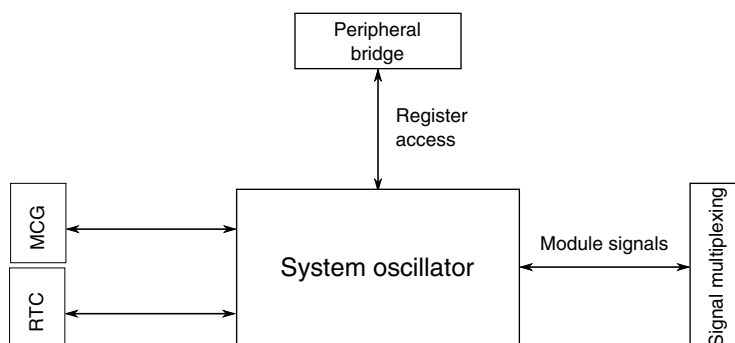 Peripheral
bridge
Register
access
MCG
System oscillator
Module signals
Signal multiplexing
RTC